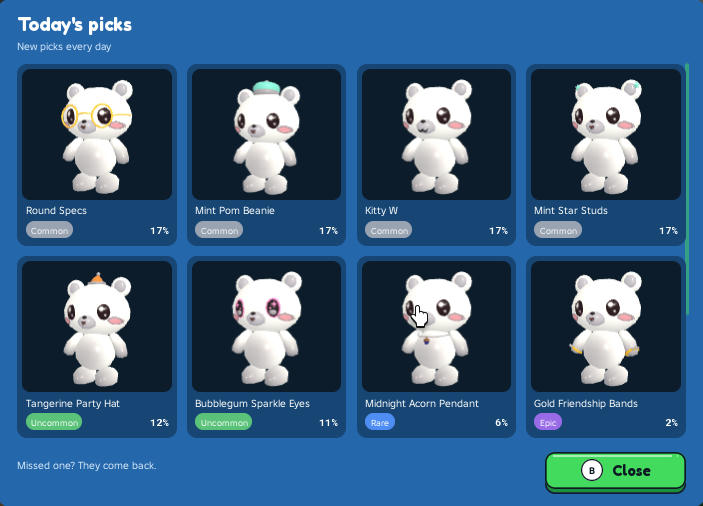 Today's picks
New picks every day
Round Specs
Common 17%
Mint Pom Beanie
Common 17%
Kitty W
Common 17%
Mint Star Studs
Common 17%
Tangerine Party Hat
Uncommon 12%
Bubblegum Sparkle Eyes
Uncommon 11%
Midnight Acorn Pendant
Rare 6%
Gold Friendship Bands
Epic 2%
Missed one? They come back.
B Close